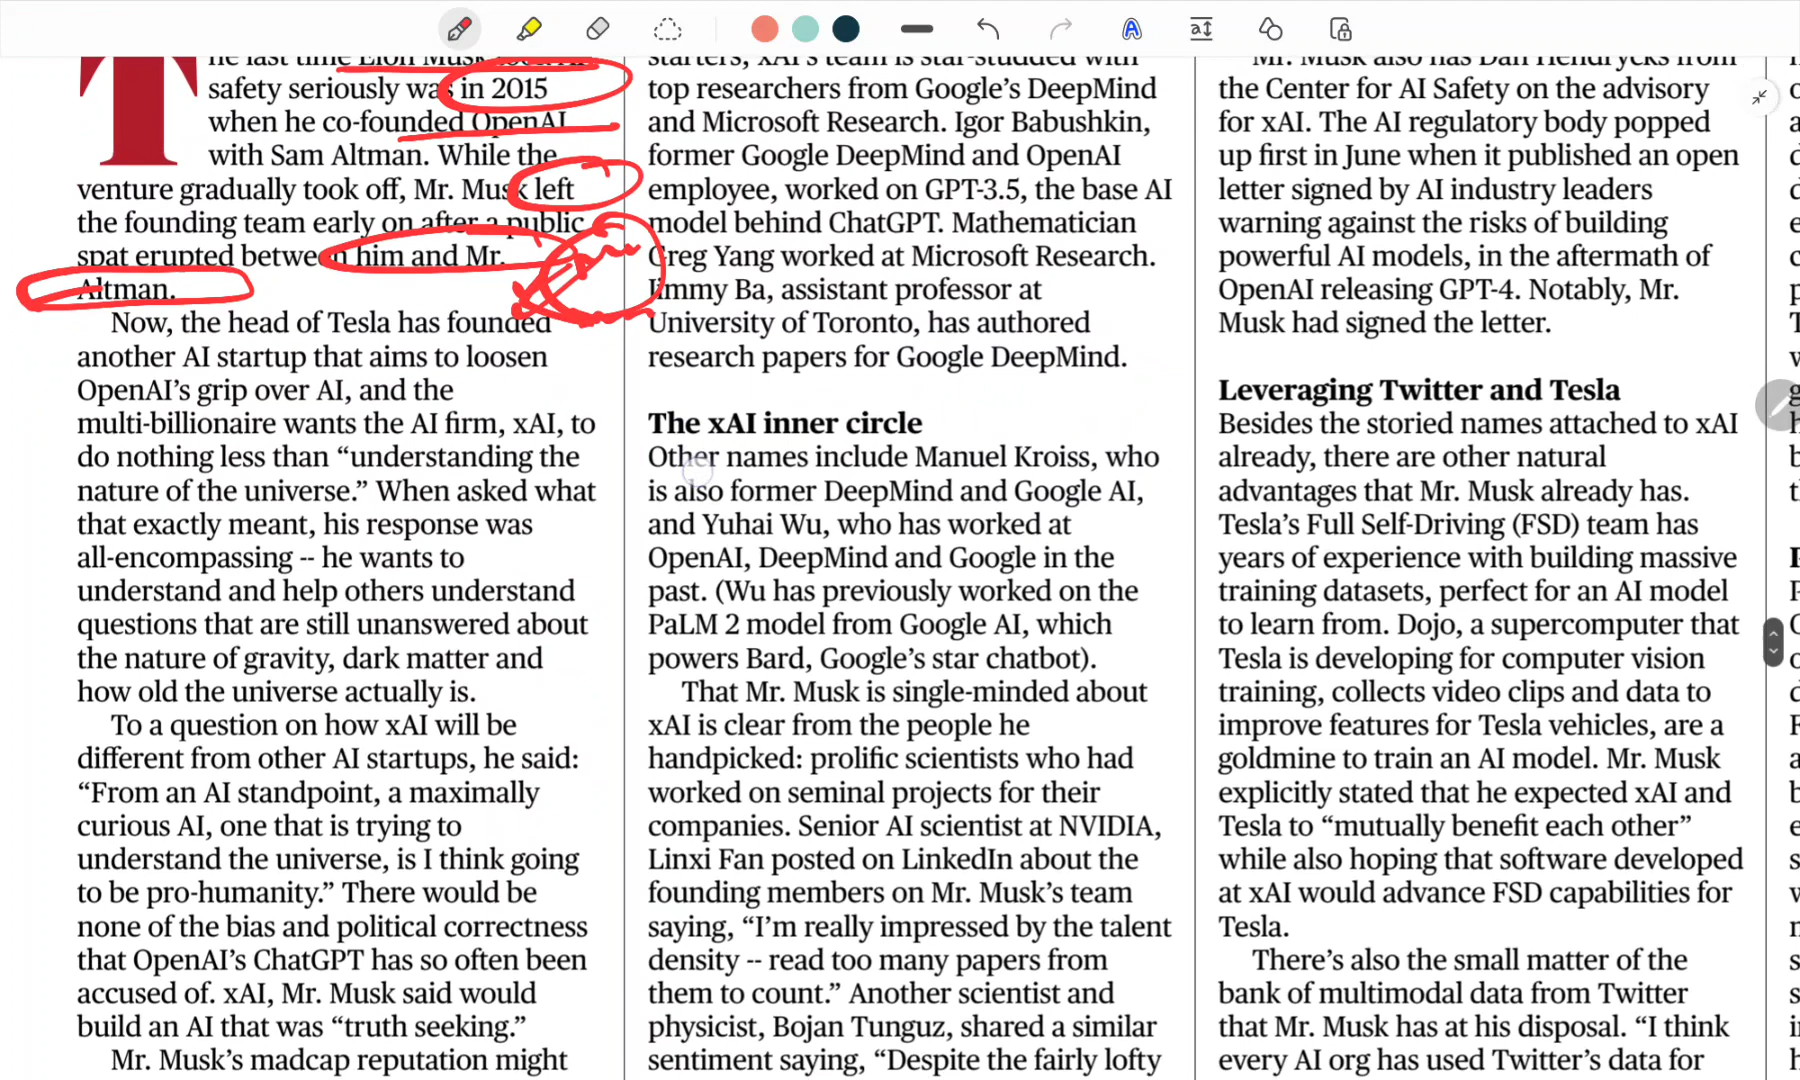 he last time Elon Musk took AI
safety seriously was in 2015
when he co-founded OpenAI
with Sam Altman. While the
venture gradually took off, Mr. Musk left
the founding team early on after a public
spat erupted between him and Mr.
Altman.
Now, the head of Tesla has founded
another AI startup that aims to loosen
OpenAI’s grip over AI, and the
multi-billionaire wants the AI firm, xAI, to
do nothing less than “understanding the
nature of the universe.” When asked what
that exactly meant, his response was
all-encompassing -- he wants to
understand and help others understand
questions that are still unanswered about
the nature of gravity, dark matter and
how old the universe actually is.
To a question on how xAI will be
different from other AI startups, he said:
“From an AI standpoint, a maximally
curious AI, one that is trying to
understand the universe, is I think going
to be pro-humanity.” There would be
none of the bias and political correctness
that OpenAI’s ChatGPT has so often been
accused of. xAI, Mr. Musk said would
build an AI that was “truth seeking.”
Mr. Musk’s madcap reputation might
starters, xAI’s team is star-studded with
top researchers from Google’s DeepMind
and Microsoft Research. Igor Babushkin,
former Google DeepMind and OpenAI
employee, worked on GPT-3.5, the base AI
model behind ChatGPT. Mathematician
Greg Yang worked at Microsoft Research.
Jimmy Ba, assistant professor at
University of Toronto, has authored
research papers for Google DeepMind.
The xAI inner circle
Other names include Manuel Kroiss, who
is also former DeepMind and Google AI,
and Yuhai Wu, who has worked at
OpenAI, DeepMind and Google in the
past. (Wu has previously worked on the
PaLM 2 model from Google AI, which
powers Bard, Google’s star chatbot).
That Mr. Musk is single-minded about
xAI is clear from the people he
handpicked: prolific scientists who had
worked on seminal projects for their
companies. Senior AI scientist at NVIDIA,
Linxi Fan posted on LinkedIn about the
founding members on Mr. Musk’s team
saying, “I’m really impressed by the talent
density -- read too many papers from
them to count.” Another scientist and
physicist, Bojan Tunguz, shared a similar
sentiment saying, “Despite the fairly lofty
Mr. Musk also has Dan Hendrycks from
the Center for AI Safety on the advisory
for xAI. The AI regulatory body popped
up first in June when it published an open
letter signed by AI industry leaders
warning against the risks of building
powerful AI models, in the aftermath of
OpenAI releasing GPT-4. Notably, Mr.
Musk had signed the letter.
Leveraging Twitter and Tesla
Besides the storied names attached to xAI
already, there are other natural
advantages that Mr. Musk already has.
Tesla’s Full Self-Driving (FSD) team has
years of experience with building massive
training datasets, perfect for an AI model
to learn from. Dojo, a supercomputer that
Tesla is developing for computer vision
training, collects video clips and data to
improve features for Tesla vehicles, are a
goldmine to train an AI model. Mr. Musk
explicitly stated that he expected xAI and
Tesla to “mutually benefit each other”
while also hoping that software developed
at xAI would advance FSD capabilities for
Tesla.
There’s also the small matter of the
bank of multimodal data from Twitter
that Mr. Musk has at his disposal. “I think
every AI org has used Twitter’s data for